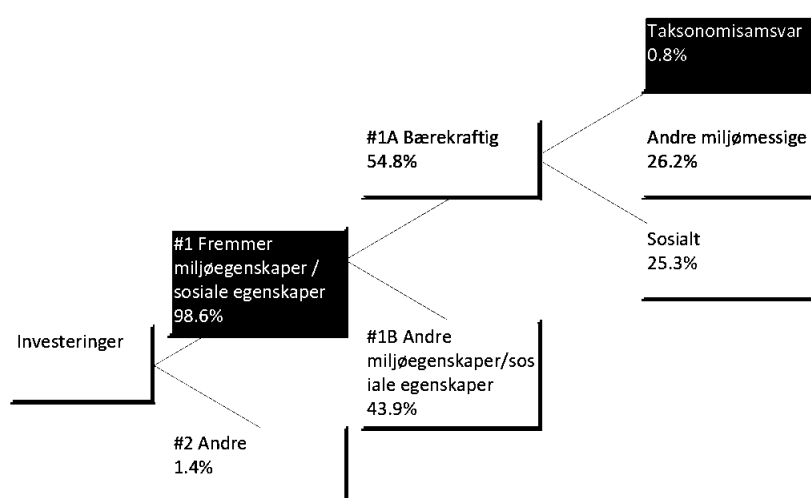 Taksonomisamsvar
0.8%
#1A Bærekraftig
54.8%
Andre miljømessige
26.2%
#1 Fremmer
miljøegenskaper /
sosiale egenskaper
98.6%
Sosialt
25.3%
Investeringer
#1B Andre
miljøegenskaper/sos
iale egenskaper
43.9%
#2 Andre
1.4%